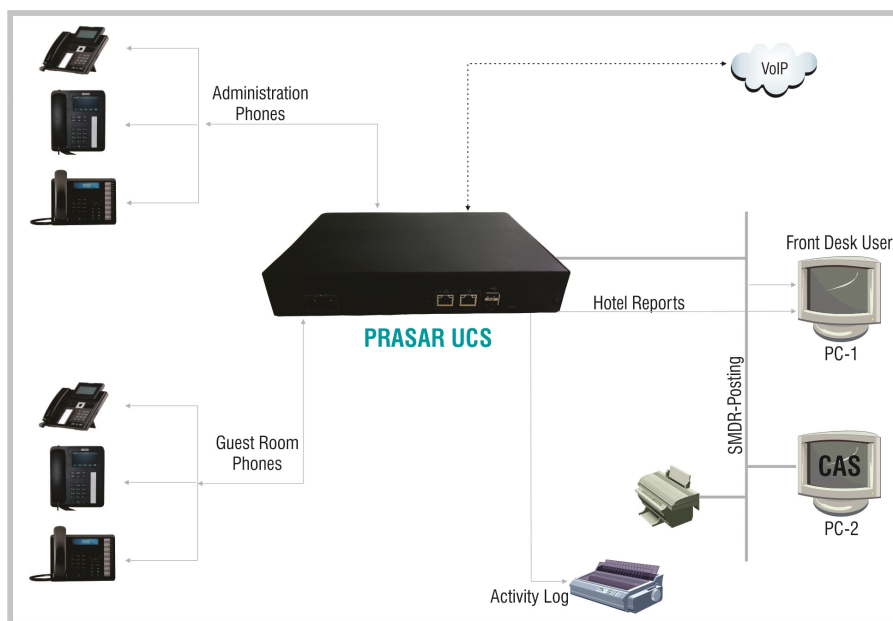 Administration
Phones
VoIP
Front Desk User
Hotel Reports
PRASAR UCS
PC-1
SMDR-Posting
Guest Room
Phones
CAS
PC-2
Activity Log